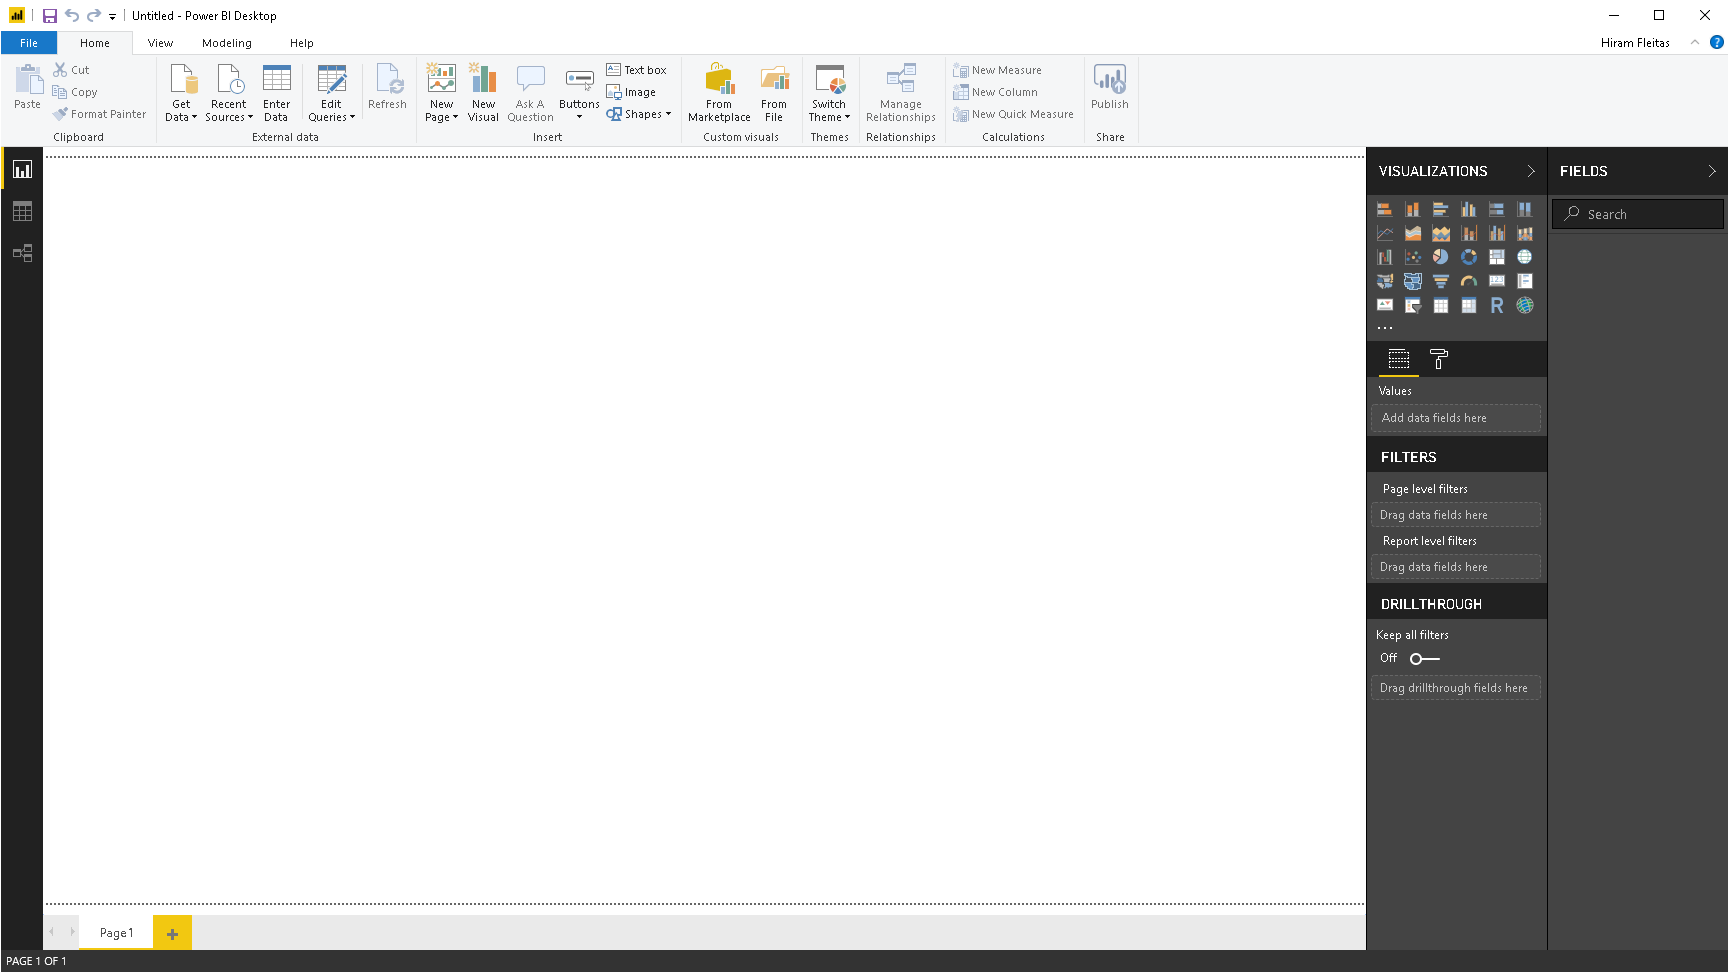 Untitled - Power BI Desktop
File Home View Modeling Help Hiram Fleitas ?
Paste
Cut
Copy
Format Painter
Clipboard
Get Data
Recent Sources
Enter Data
Edit Queries
Refresh
External data
New Page
New Visual
Ask A Question
Buttons
Text box
Image
Shapes
Insert
From Marketplace
From File
Custom visuals
Switch Theme
Themes
Manage Relationships
Relationships
New Measure
New Column
New Quick Measure
Calculations
Publish
Share
VISUALIZATIONS
R
Values
Add data fields here
FILTERS
Page level filters
Drag data fields here
Report level filters
Drag data fields here
DRILLTHROUGH
Keep all filters
Off
Drag drillthrough fields here
FIELDS
Search
Page1
PAGE 1 OF 1